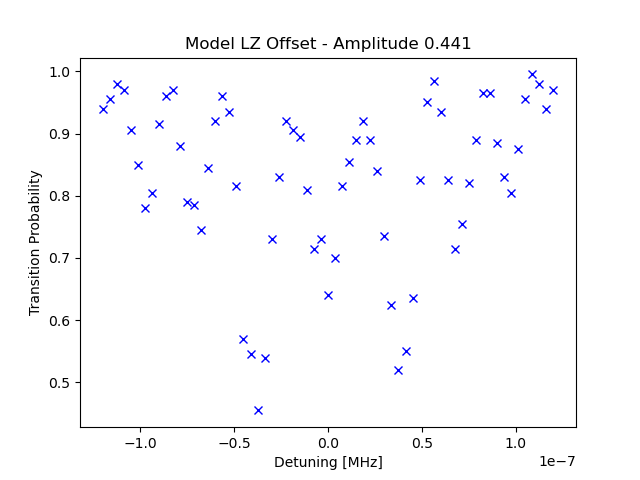 Model LZ Offset - Amplitude 0.441
Transition Probability
1.0
0.9
0.8
0.7
0.6
0.5
−1.0 −0.5 0.0 0.5 1.0
1e−7
Detuning [MHz]